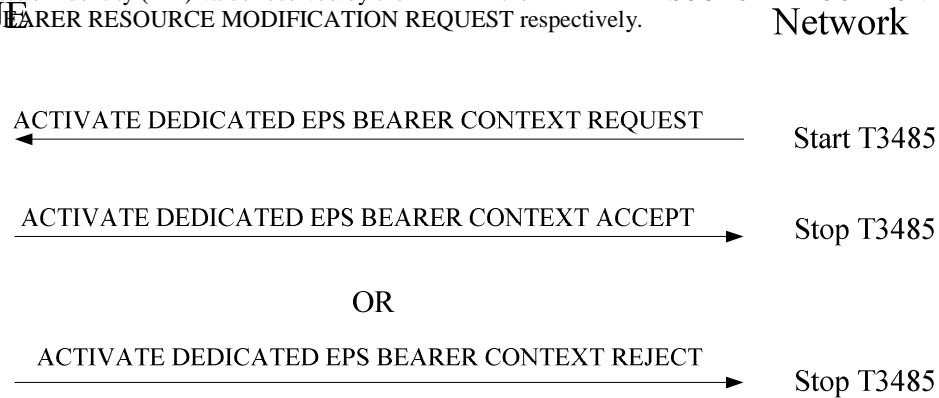 BEARER RESOURCE MODIFICATION REQUEST respectively.
Network
ACTIVATE DEDICATED EPS BEARER CONTEXT REQUEST
Start T3485
ACTIVATE DEDICATED EPS BEARER CONTEXT ACCEPT
Stop T3485
OR
ACTIVATE DEDICATED EPS BEARER CONTEXT REJECT
Stop T3485